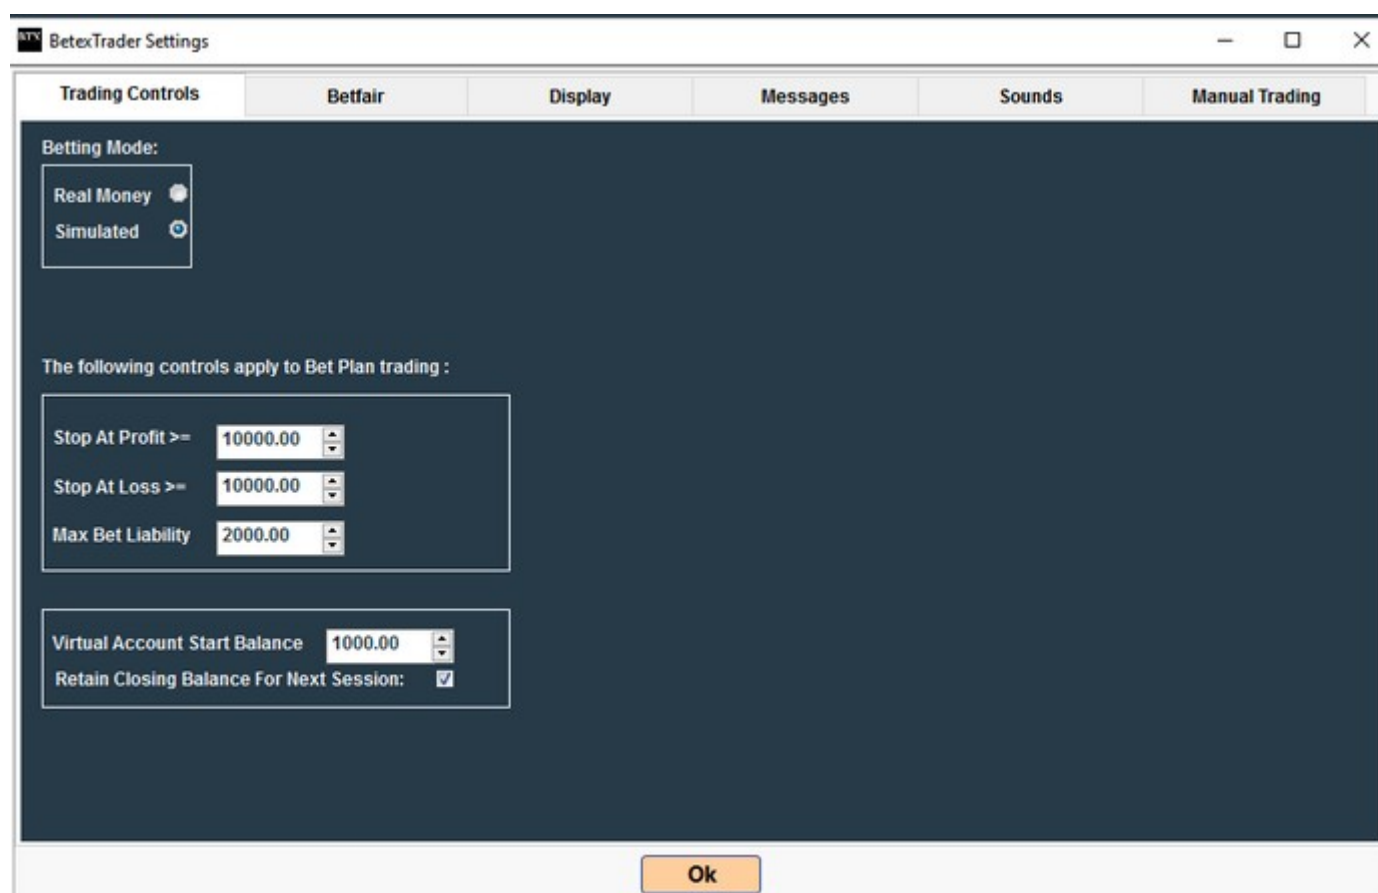 BTX BetexTrader Settings
Trading Controls Betfair Display Messages Sounds Manual Trading
Betting Mode:
Real Money
Simulated
The following controls apply to Bet Plan trading :
Stop At Profit >= 10000.00
Stop At Loss >= 10000.00
Max Bet Liability 2000.00
Virtual Account Start Balance 1000.00
Retain Closing Balance For Next Session:
Ok